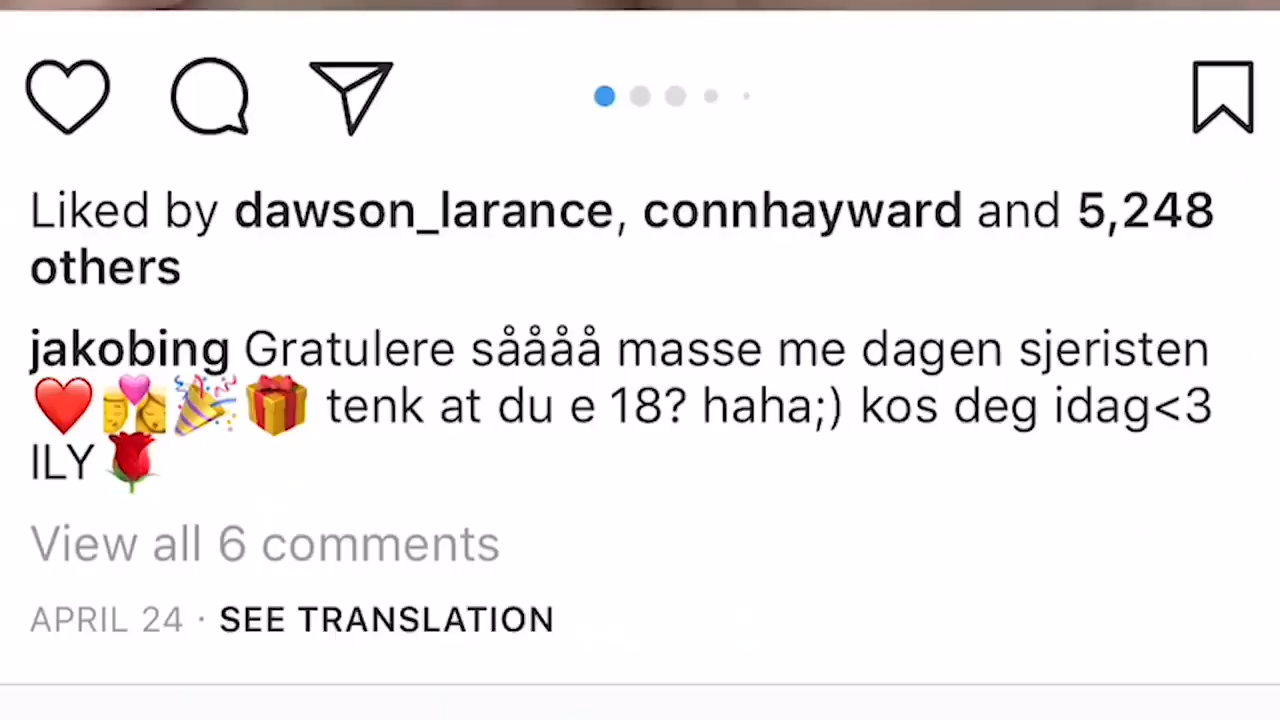 Liked by dawson_larance, connhayward and 5,248
others
jakobing Gratulere såååå masse me dagen sjeristen
❤️💏🎉🎁 tenk at du e 18? haha;) kos deg idag<3
ILY🌹
View all 6 comments
APRIL 24 · SEE TRANSLATION